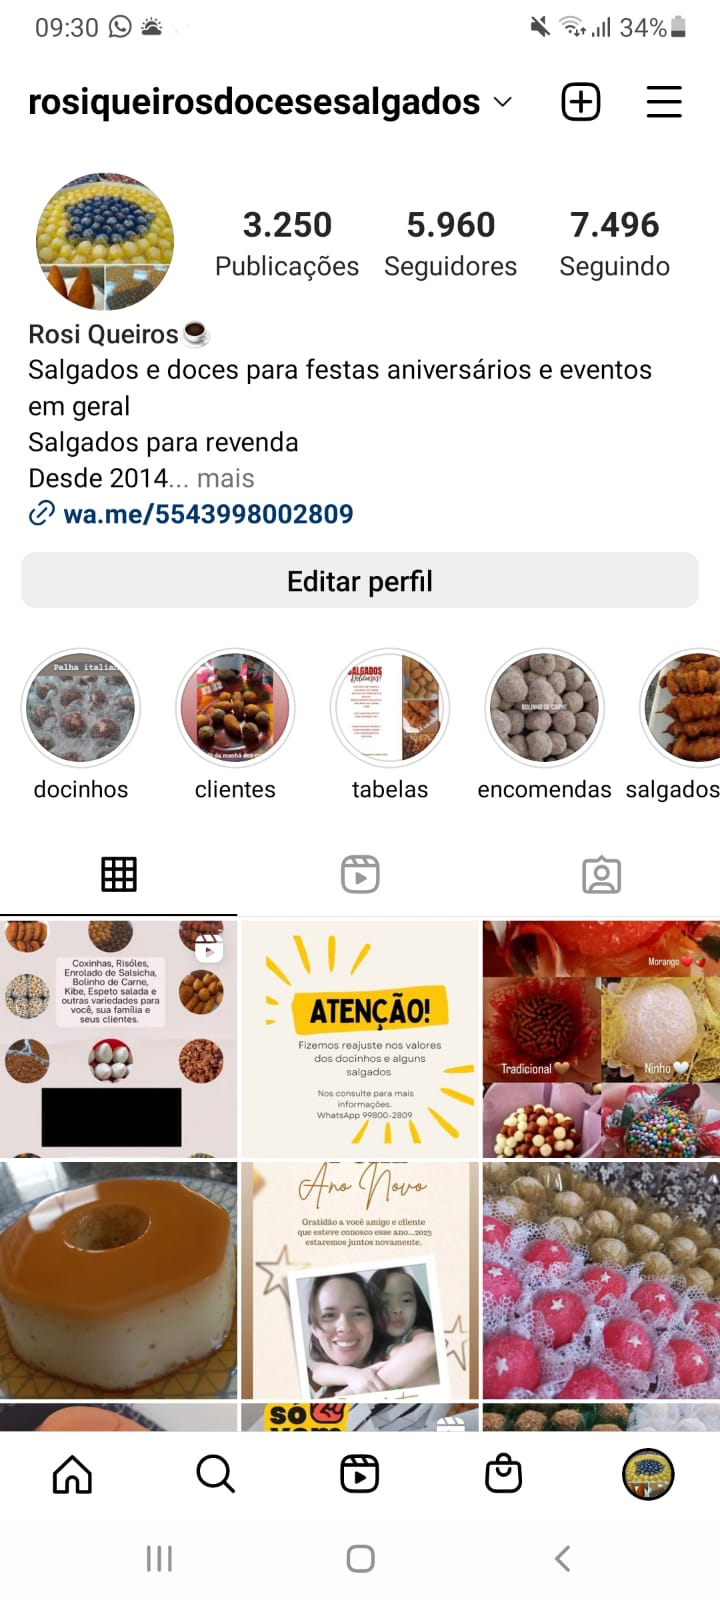 09:30
34%
rosiqueirosdocesesalgados
3.250
5.960
7.496
Publicações
Seguidores
Seguindo
Rosi Queiros
Salgados e doces para festas aniversários e eventos
em geral
Salgados para revenda
Desde 2014... mais
wa.me/5543998002809
Editar perfil
Palha italian
SALGADOS
Deliciosos!
BOLINHO DE CARNE
da manhã dos
docinhos
clientes
tabelas
encomendas
salgados
Coxinhas, Risóles,
Enrolado de Salsicha,
Bolinho de Carne,
Kibe, Espeto salada e
outras variedades para
você, sua família e
seus clientes.
ATENÇÃO!
Fizemos reajuste nos valores
dos docinhos e alguns
salgados
Nos consulte para mais
informações.
WhatsApp 99800-2809
Morango
Tradicional
Ninho
Ano Novo
Gratidão a você amigo e cliente
que esteve conosco esse ano...2023
estaremos juntos novamente.
SÓ